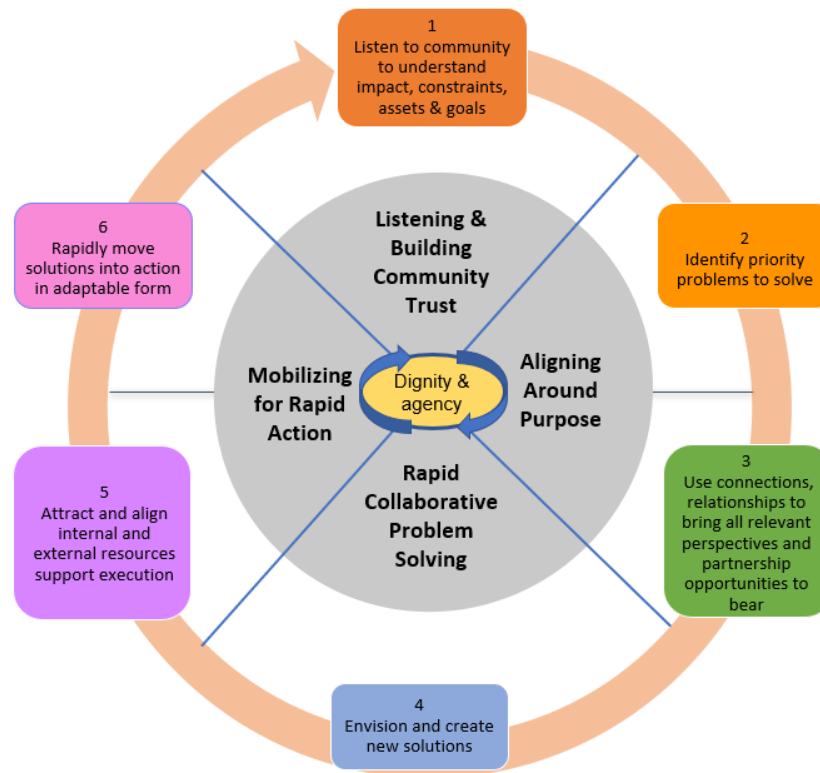 1
Listen to community
to understand
impact, constraints,
assets & goals
2
Identify priority
problems to solve
3
Use connections,
relationships to
bring all relevant
perspectives and
partnership
opportunities to
bear
4
Envision and create
new solutions
5
Attract and align
internal and
external resources
support execution
6
Rapidly move
solutions into action
in adaptable form
Listening &
Building
Community
Trust
Aligning
Around
Purpose
Rapid
Collaborative
Problem
Solving
Mobilizing
for Rapid
Action
Dignity &
agency